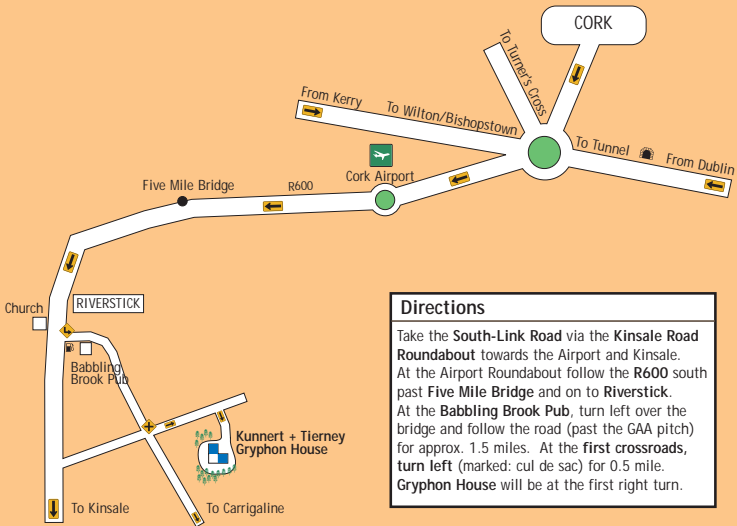 CORK
To Turner's Cross
From Kerry
To Wilton/Bishopstown
To Tunnel
From Dublin
Cork Airport
R600
Five Mile Bridge
Church
RIVERSTICK
Babbling
Brook Pub
Kunnert + Tierney
Gryphon House
To Kinsale
To Carrigaline
Directions
Take the South-Link Road via the Kinsale Road
Roundabout towards the Airport and Kinsale.
At the Airport Roundabout follow the R600 south
past Five Mile Bridge and on to Riverstick.
At the Babbling Brook Pub, turn left over the
bridge and follow the road (past the GAA pitch)
for approx. 1.5 miles. At the first crossroads,
turn left (marked: cul de sac) for 0.5 mile.
Gryphon House will be at the first right turn.